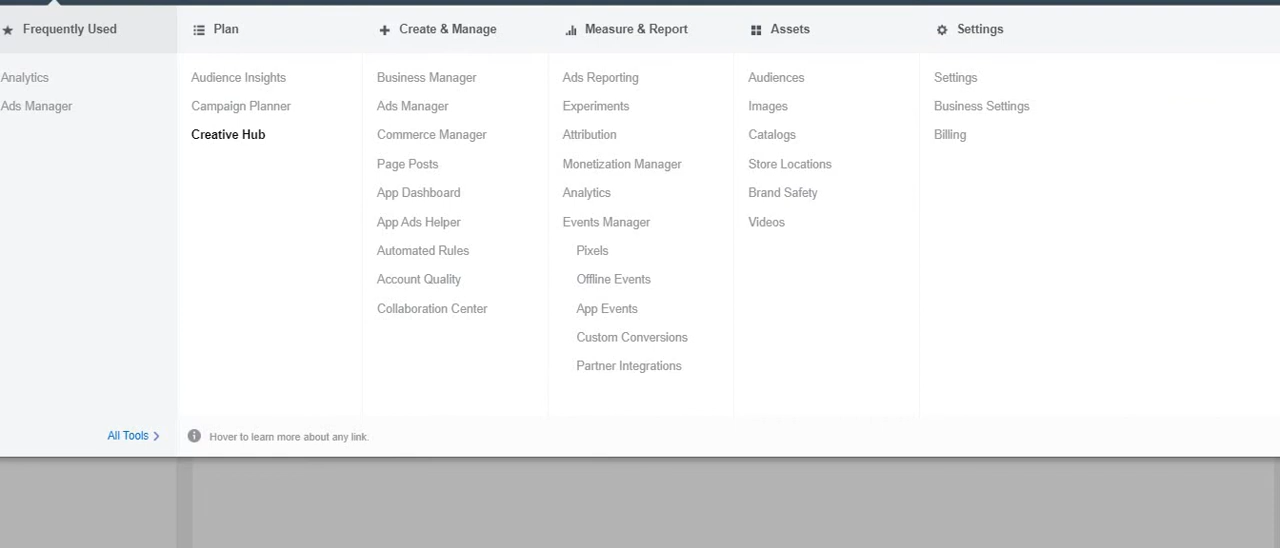 Frequently Used
Analytics
Ads Manager
All Tools
Plan
Audience Insights
Campaign Planner
Creative Hub
Create & Manage
Business Manager
Ads Manager
Commerce Manager
Page Posts
App Dashboard
App Ads Helper
Automated Rules
Account Quality
Collaboration Center
Measure & Report
Ads Reporting
Experiments
Attribution
Monetization Manager
Analytics
Events Manager
Pixels
Offline Events
App Events
Custom Conversions
Partner Integrations
Assets
Audiences
Images
Catalogs
Store Locations
Brand Safety
Videos
Settings
Settings
Business Settings
Billing
Hover to learn more about any link.